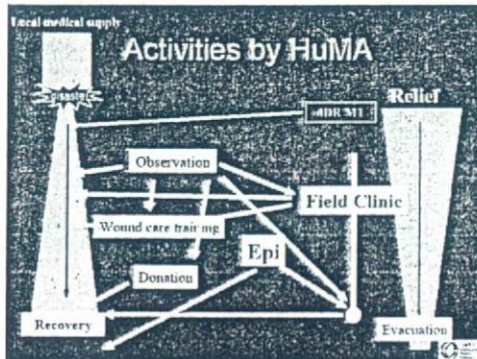 Local medical supply
Activities by HuMA
disaster
Relief
Observation
Field Clinic
Wound care training
Epi
Donation
Recovery
Evacuation